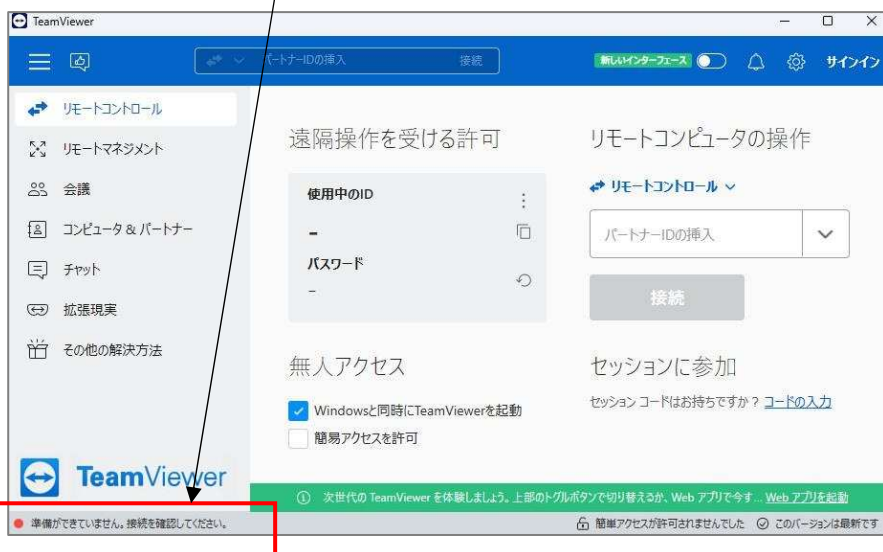 TeamViewer
パートナーIDの挿入
接続
新しいインターフェース
サインイン
リモートコントロール
リモートマネジメント
会議
コンピュータ & パートナー
チャット
拡張現実
その他の解決方法
遠隔操作を受ける許可
使用中のID
–
パスワード
–
無人アクセス
Windowsと同時にTeamViewerを起動
簡易アクセスを許可
リモートコンピュータの操作
リモートコントロール
パートナーIDの挿入
接続
セッションに参加
セッション コードはお持ちですか？ コードの入力
TeamViewer
次世代の TeamViewer を体験しましょう。上部のトグルボタンで切り替えるか、Web アプリで今す... Web アプリを起動
準備ができていません。接続を確認してください。
簡単アクセスが許可されませんでした
このバージョンは最新です